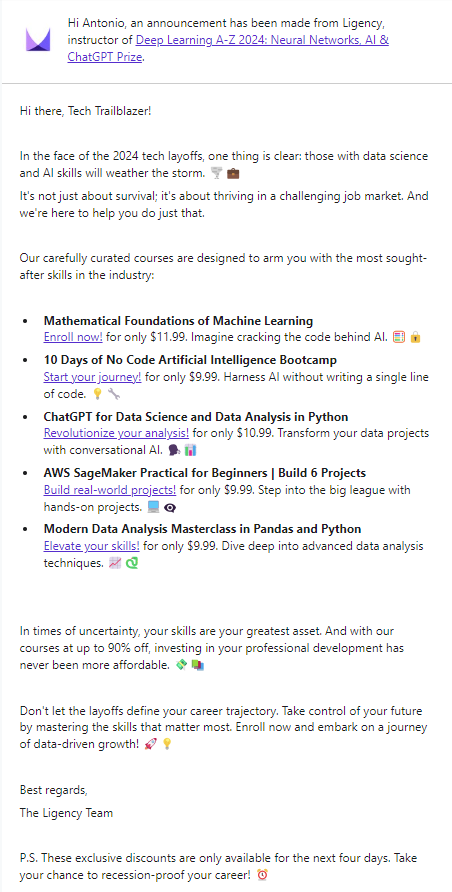 Hi Antonio, an announcement has been made from Ligency,
instructor of Deep Learning A-Z 2024: Neural Networks, AI &
ChatGPT Prize.
Hi there, Tech Trailblazer!
In the face of the 2024 tech layoffs, one thing is clear: those with data science
and AI skills will weather the storm. 🌪️ 💼
It's not just about survival; it's about thriving in a challenging job market. And
we're here to help you do just that.
Our carefully curated courses are designed to arm you with the most sought-
after skills in the industry:
• Mathematical Foundations of Machine Learning
Enroll now! for only $11.99. Imagine cracking the code behind AI. 🧮 🔒
• 10 Days of No Code Artificial Intelligence Bootcamp
Start your journey! for only $9.99. Harness AI without writing a single line
of code. 💡 🔧
• ChatGPT for Data Science and Data Analysis in Python
Revolutionize your analysis! for only $10.99. Transform your data projects
with conversational AI. 🗣️ 📊
• AWS SageMaker Practical for Beginners | Build 6 Projects
Build real-world projects! for only $9.99. Step into the big league with
hands-on projects. 🖥️ 👁️‍🗨️
• Modern Data Analysis Masterclass in Pandas and Python
Elevate your skills! for only $9.99. Dive deep into advanced data analysis
techniques. 📈 🐍
In times of uncertainty, your skills are your greatest asset. And with our
courses at up to 90% off, investing in your professional development has
never been more affordable. 💸 📚
Don't let the layoffs define your career trajectory. Take control of your future
by mastering the skills that matter most. Enroll now and embark on a journey
of data-driven growth! 🚀 💡
Best regards,
The Ligency Team
P.S. These exclusive discounts are only available for the next four days. Take
your chance to recession-proof your career! ⏰